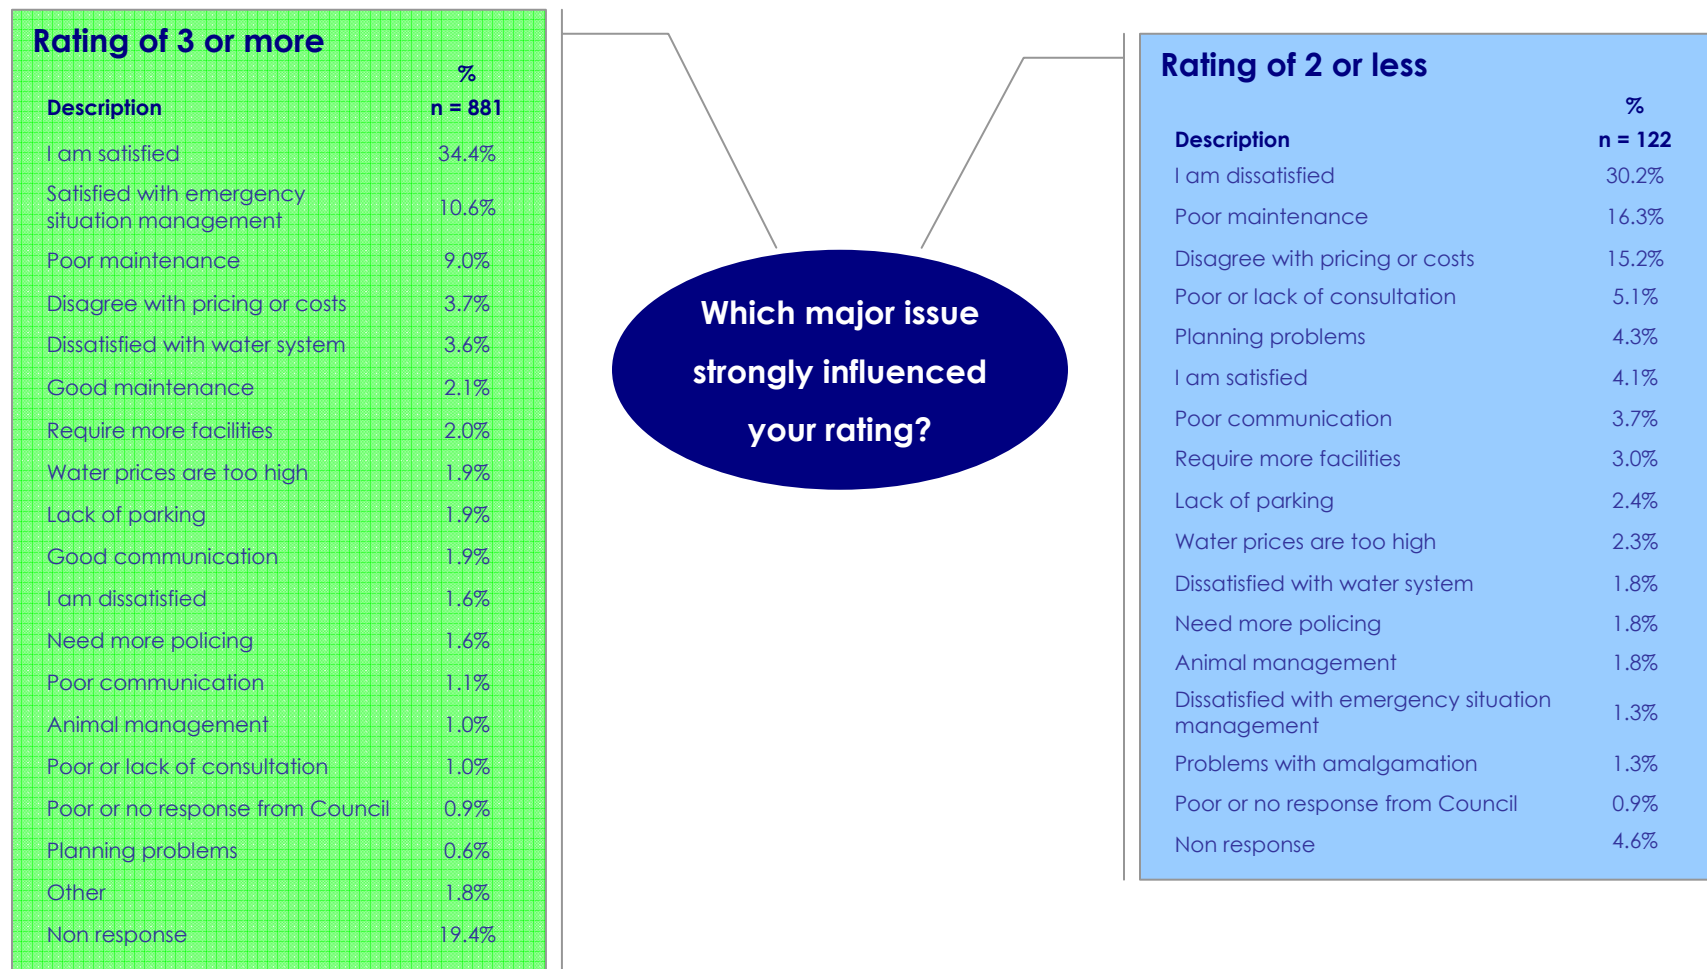 Rating of 3 or more
%
Description n = 881
I am satisfied 34.4%
Satisfied with emergency
situation management 10.6%
Poor maintenance 9.0%
Disagree with pricing or costs 3.7%
Dissatisfied with water system 3.6%
Good maintenance 2.1%
Require more facilities 2.0%
Water prices are too high 1.9%
Lack of parking 1.9%
Good communication 1.9%
I am dissatisfied 1.6%
Need more policing 1.6%
Poor communication 1.1%
Animal management 1.0%
Poor or lack of consultation 1.0%
Poor or no response from Council 0.9%
Planning problems 0.6%
Other 1.8%
Non response 19.4%
Which major issue
strongly influenced
your rating?
Rating of 2 or less
%
Description n = 122
I am dissatisfied 30.2%
Poor maintenance 16.3%
Disagree with pricing or costs 15.2%
Poor or lack of consultation 5.1%
Planning problems 4.3%
I am satisfied 4.1%
Poor communication 3.7%
Require more facilities 3.0%
Lack of parking 2.4%
Water prices are too high 2.3%
Dissatisfied with water system 1.8%
Need more policing 1.8%
Animal management 1.8%
Dissatisfied with emergency situation
management 1.3%
Problems with amalgamation 1.3%
Poor or no response from Council 0.9%
Non response 4.6%